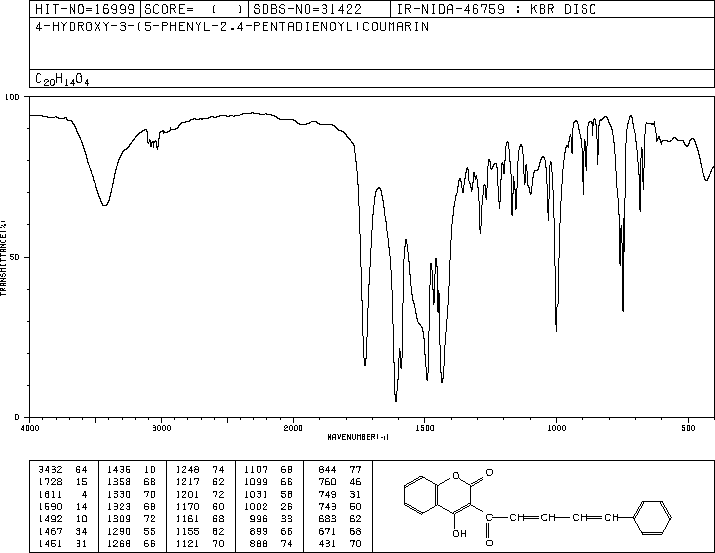 HIT-NO=16999 SCORE= ( ) SDBS-NO=31422 IR-NIDA-46759 : KBR DISC
4-HYDROXY-3-(5-PHENYL-2,4-PENTADIENOYL)COUMARIN
C20H14O4
100
50
0
TRANSMITTANCE(%)
4000 3000 2000 1500 1000 500
WAVENUMBER(-1)
3432 64 1436 10 1248 74 1107 68 844 77
1728 15 1358 68 1217 62 1099 66 760 46
1611 4 1330 70 1201 72 1031 58 749 31
1590 14 1323 68 1170 60 1002 26 743 50
1492 10 1309 72 1161 68 996 33 683 62
1467 34 1290 55 1155 62 899 66 671 68
1451 31 1268 66 1121 70 888 74 431 70
O O
OH O
C CH CH CH CH